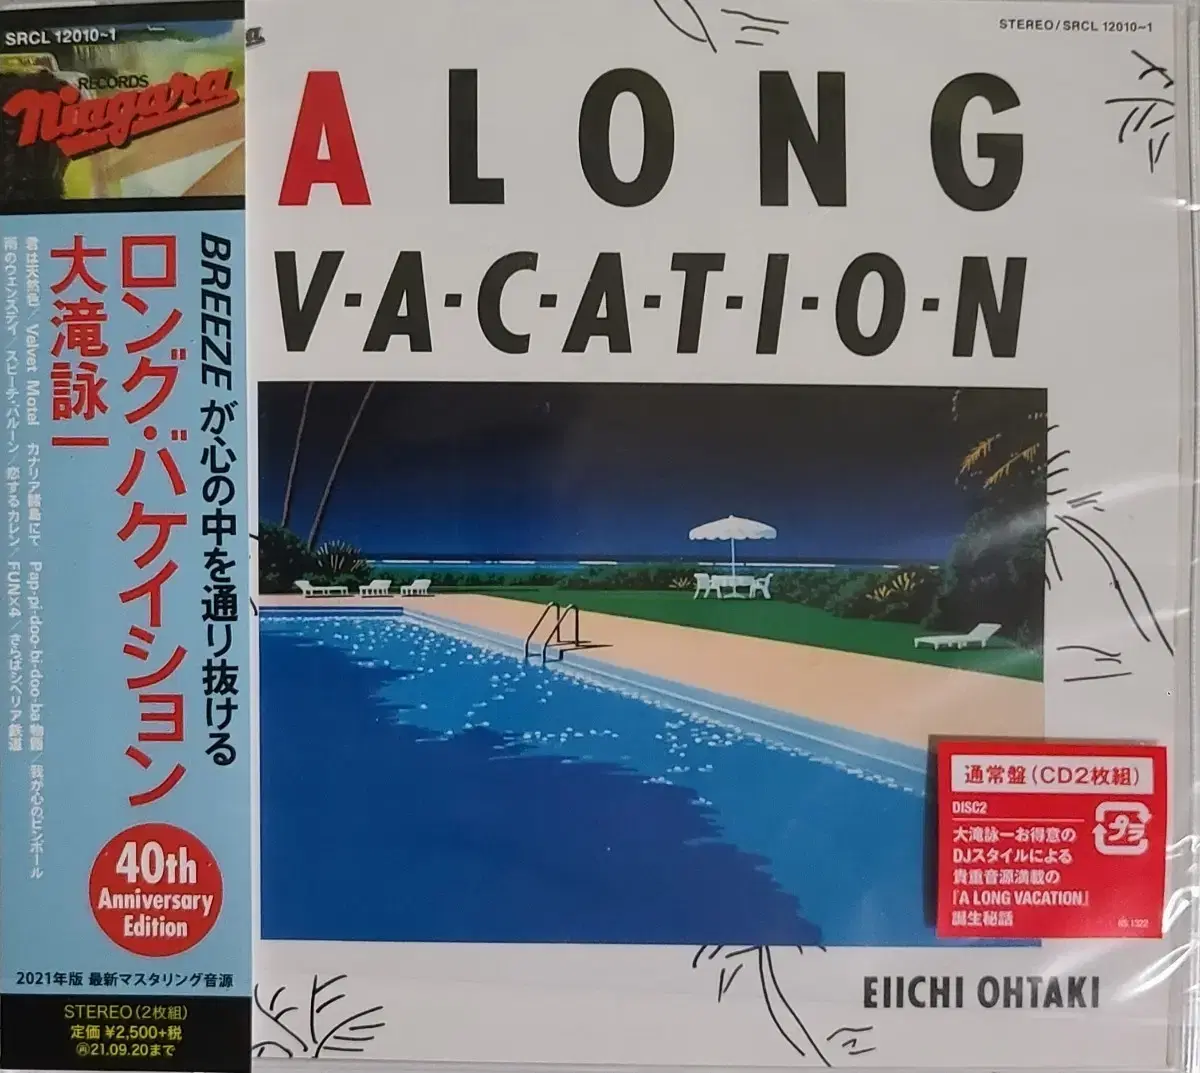 SRCL 12010~1
RECORDS
Niagara
BREEZEが心の中を通り抜ける
ロング・バケイション
大滝詠一
君は天然色/Velvet Motel カナリア諸島にて Pap-pi-doo-bi-doo-ba物語/我が心のピンボール
雨のウェンズデイ/スピーチ・バルーン/恋するカレン/FUN×4/さらばシベリア鉄道
40th
Anniversary
Edition
2021年版 最新マスタリング音源
STEREO(2枚組)
定価 ¥2,500+税
㋐21.09.20まで
STEREO/SRCL 12010~1
A LONG
V·A·C·A·T·I·O·N
通常盤(CD2枚組)
DISC2
プラ
大滝詠一お得意の
DJスタイルによる
貴重音源満載の
『A LONG VACATION』
誕生秘話
EIICHI OHTAKI